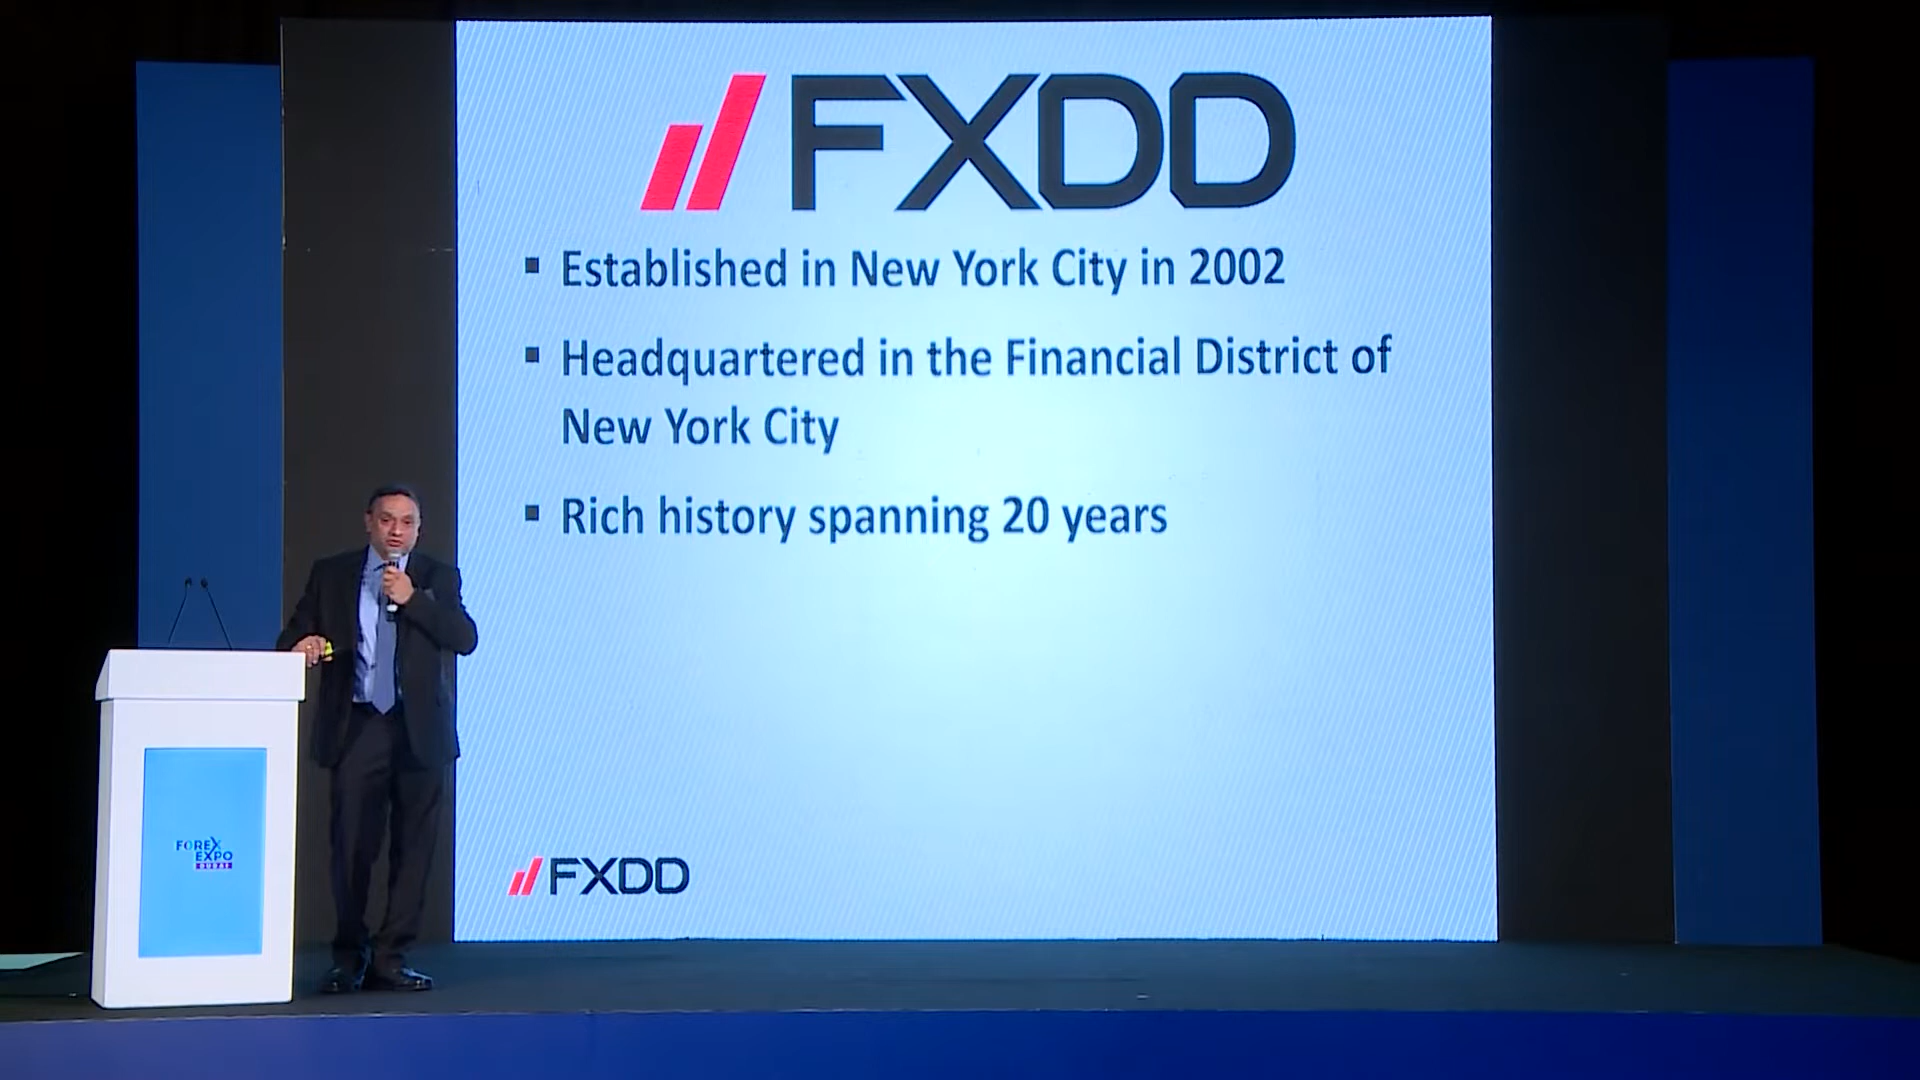 FXDD
▪ Established in New York City in 2002
▪ Headquartered in the Financial District of
New York City
▪ Rich history spanning 20 years
FXDD
FOREX
EXPO
DUBAI